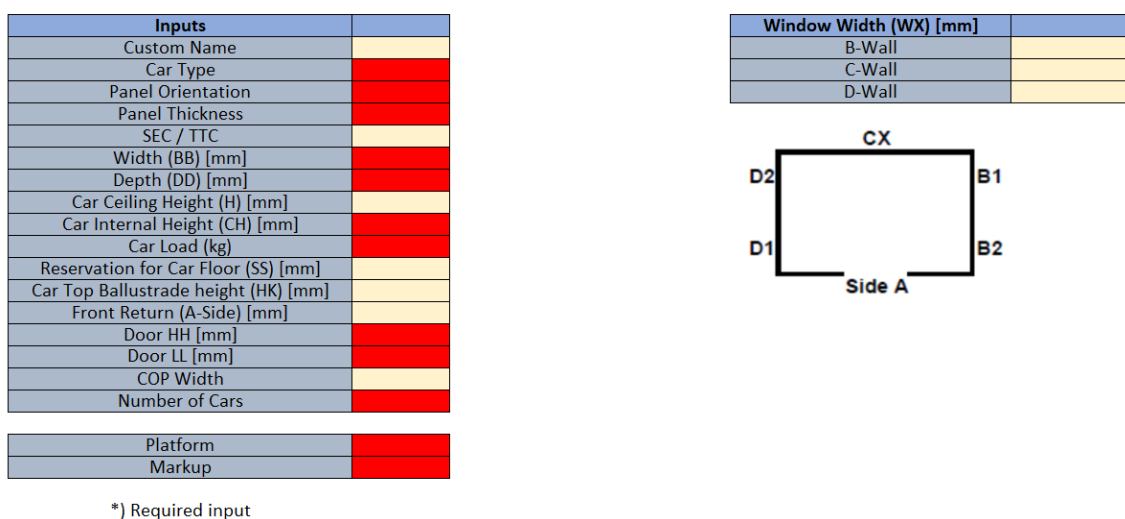 Inputs
Custom Name
Car Type
Panel Orientation
Panel Thickness
SEC / TTC
Width (BB) [mm]
Depth (DD) [mm]
Car Ceiling Height (H) [mm]
Car Internal Height (CH) [mm]
Car Load (kg)
Reservation for Car Floor (SS) [mm]
Car Top Ballustrade height (HK) [mm]
Front Return (A-Side) [mm]
Door HH [mm]
Door LL [mm]
COP Width
Number of Cars
Platform
Markup
*) Required input
Window Width (WX) [mm]
B-Wall
C-Wall
D-Wall
CX
D2 B1
D1 B2
Side A